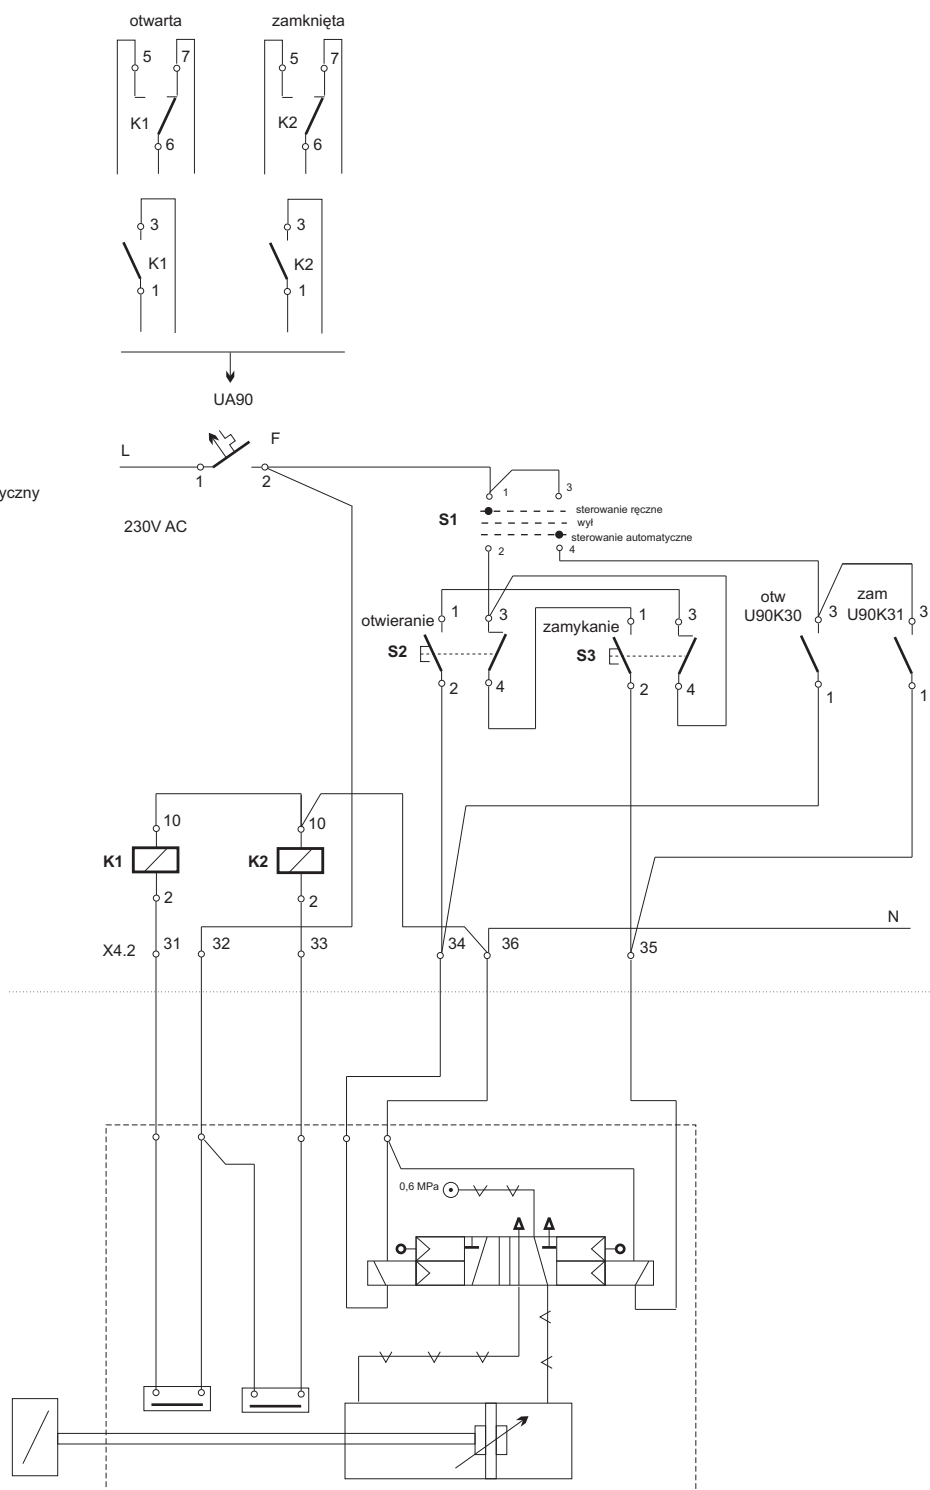 otwarta zamknięta
5 7 5 7
K1 K2
6 6
3 3
K1 K2
1 1
UA90
L F
1 2
yczny
230V AC
1 3
S1
sterowanie ręczne
wył
sterowanie automatyczne
2 4
otw zam
U90K30 3 U90K31 3
otwieranie 1 3 zamykanie 1 3
S2 S3
2 4 2 4 1 1
10 10
K1 K2
2 2
N
X4.2 31 32 33 34 36 35
0,6 MPa